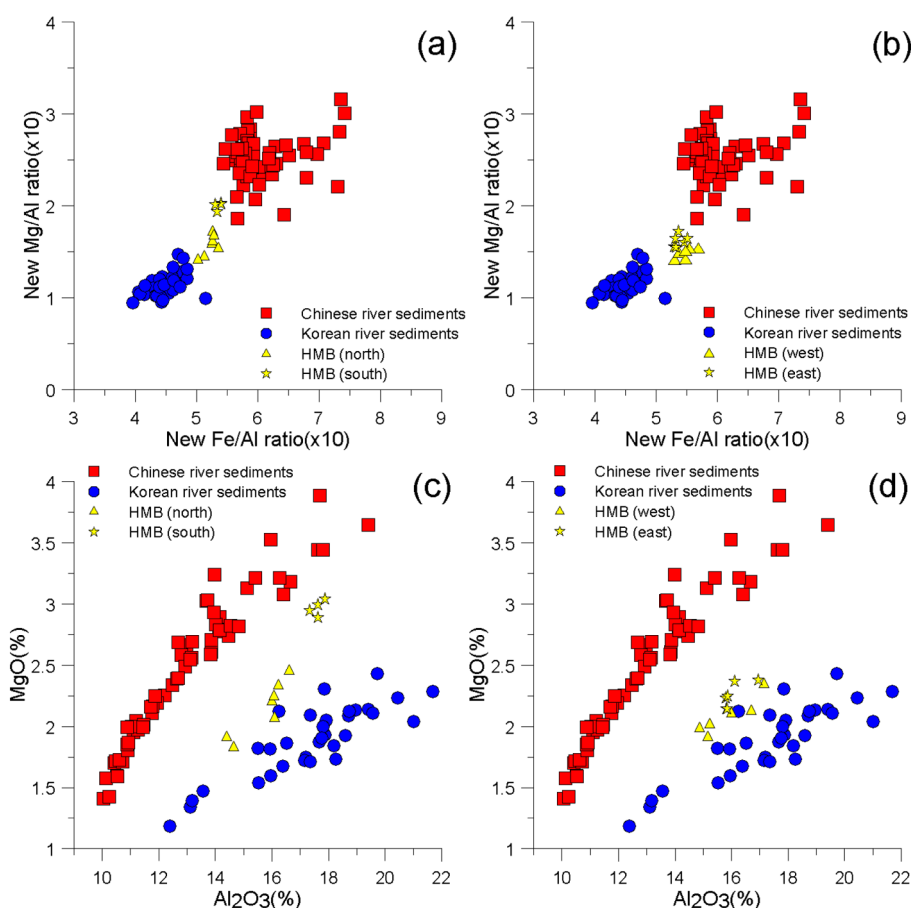 (a)
New Mg/Al ratio(x10)
4
3
2
1
0
Chinese river sediments
Korean river sediments
HMB (north)
HMB (south)
3 4 5 6 7 8 9
New Fe/Al ratio(x10)
(b)
New Mg/Al ratio(x10)
4
3
2
1
0
Chinese river sediments
Korean river sediments
HMB (west)
HMB (east)
3 4 5 6 7 8 9
New Fe/Al ratio(x10)
(c)
Chinese river sediments
Korean river sediments
HMB (north)
HMB (south)
MgO(%)
4
3.5
3
2.5
2
1.5
1
10 12 14 16 18 20 22
Al₂O₃(%)
(d)
Chinese river sediments
Korean river sediments
HMB (west)
HMB (east)
MgO(%)
4
3.5
3
2.5
2
1.5
1
10 12 14 16 18 20 22
Al₂O₃(%)